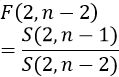 F(2, n − 2)
= S(2, n − 1)
S(2, n − 2)